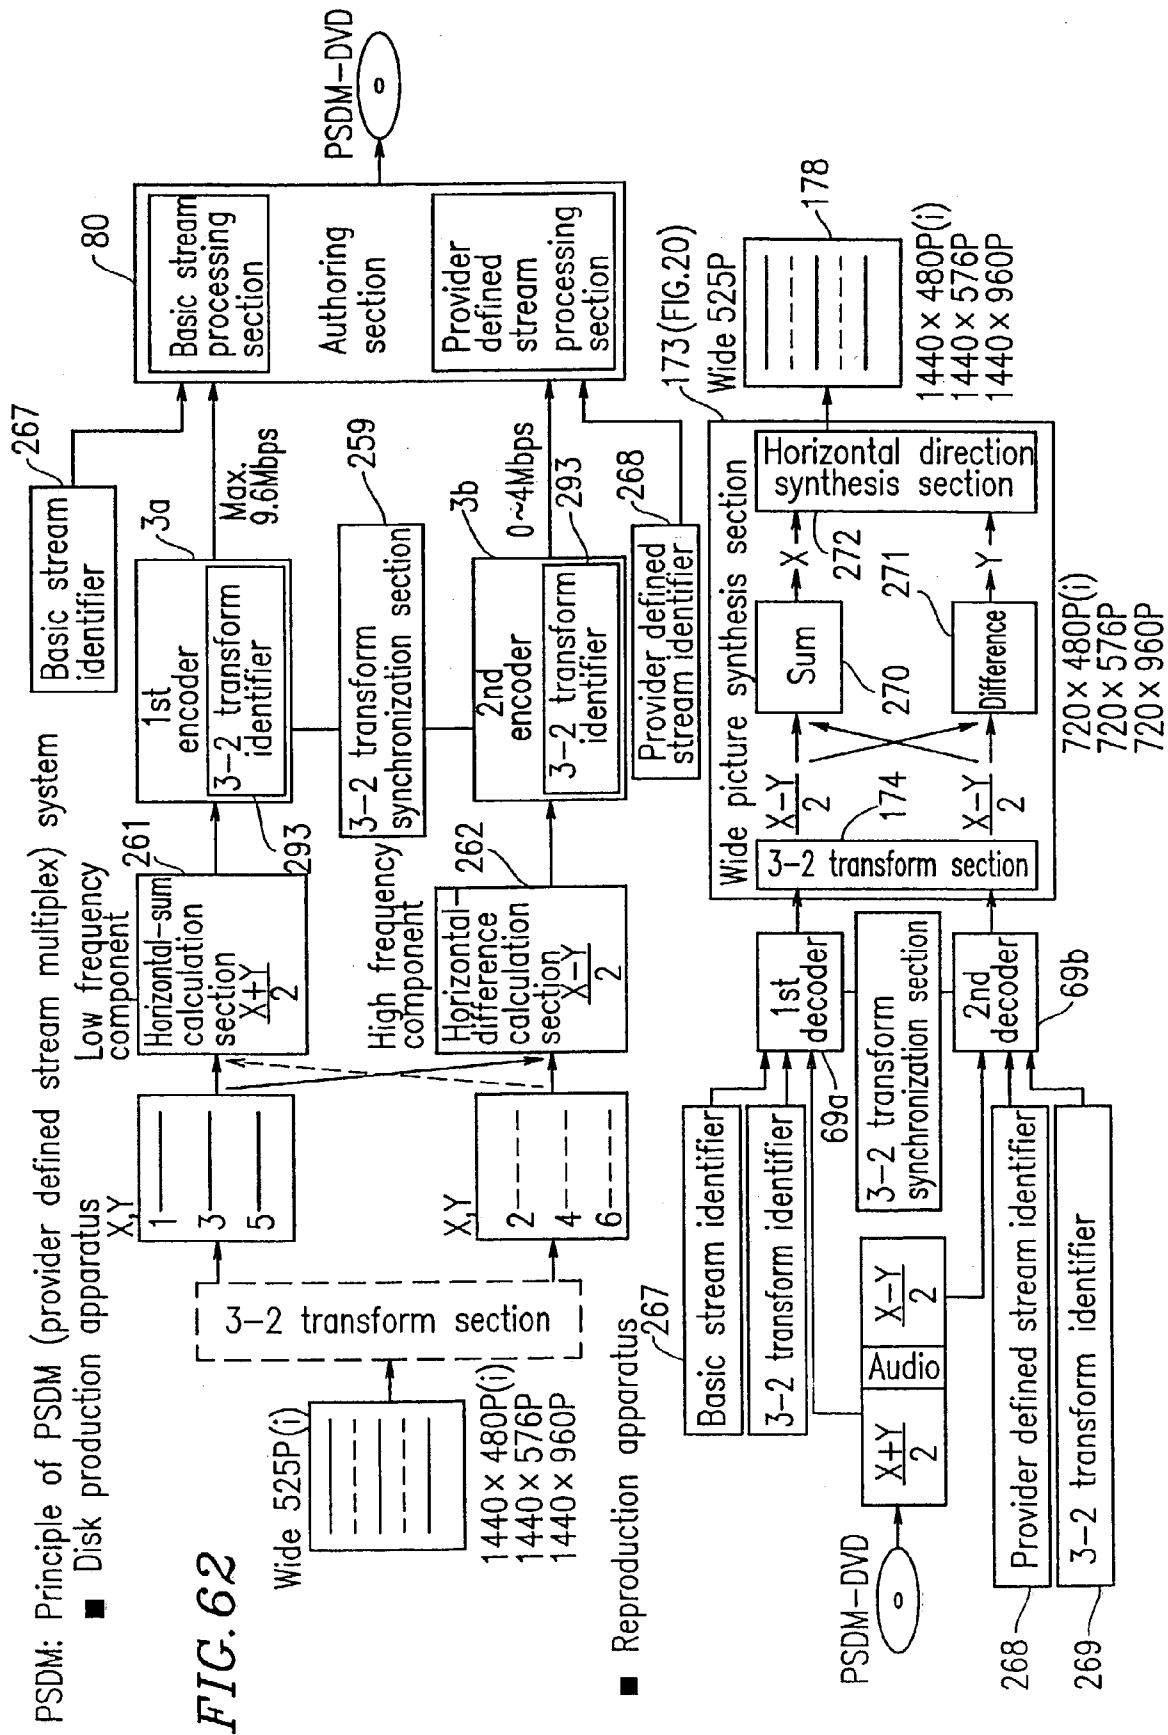 PSDM: Principle of PSDM (provider defined stream multiplex) system
■ Disk production apparatus
FIG. 62
Wide 525P(i)
1440×480P(i)
1440×576P
1440×960P
3-2 transform section
X,Y
1
3
5
X,Y
2
4
6
Low frequency
component
261
Horizontal-sum
calculation
section
X+Y
2
High frequency
component
262
Horizontal-
difference
calculation
section
X-Y
2
293
1st
encoder
3-2 transform
identifier
3a
3-2 transform
synchronization section
259
2nd
encoder
3-2 transform
identifier
3b
293
Basic stream
identifier
267
Max.
9.6Mbps
0~4Mbps
Provider defined
stream identifier
268
80
Basic stream
processing
section
Authoring
section
Provider
defined
stream
processing
section
PSDM-DVD
■ Reproduction apparatus
PSDM-DVD
X+Y
2
Audio
X-Y
2
267
Basic stream identifier
3-2 transform identifier
Provider defined stream identifier
268
3-2 transform identifier
269
1st
decoder
69a
3-2 transform
synchronization section
2nd
decoder
69b
Wide picture synthesis section
173(FIG.20)
3-2 transform section
174
X-Y
2
X-Y
2
Sum
270
Difference
271
X
Y
Horizontal direction
synthesis section
272
720×480P(i)
720×576P
720×960P
Wide 525P
178
1440×480P(i)
1440×576P
1440×960P